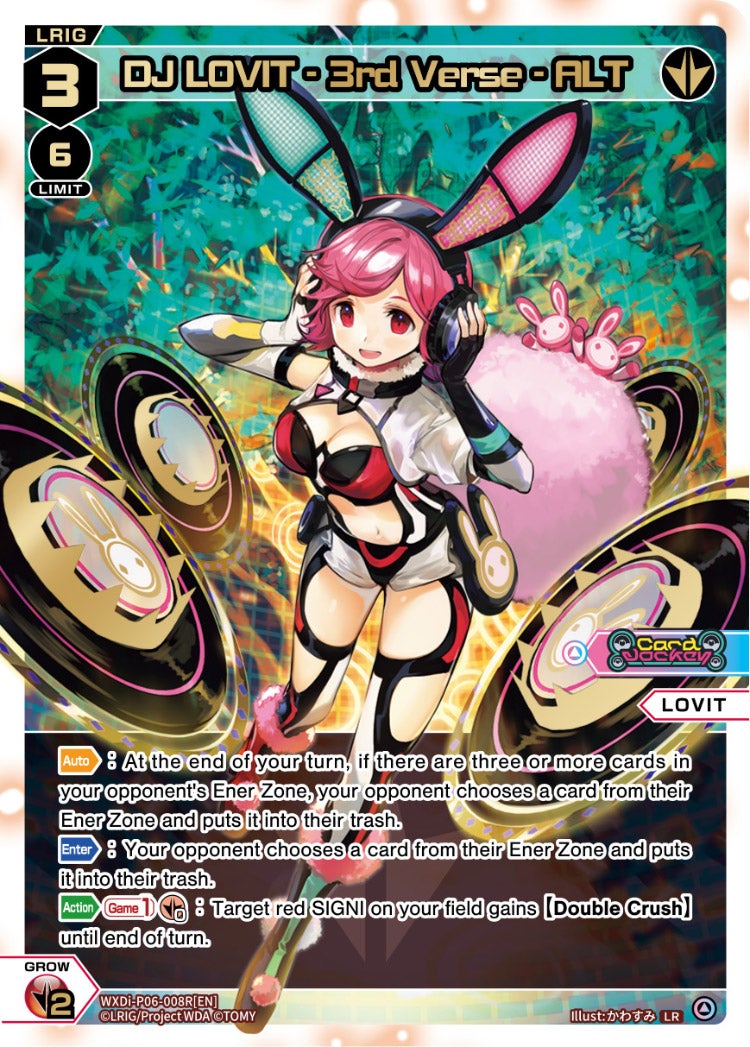 LRIG
3
DJ LOVIT - 3rd Verse - ALT
6
LIMIT
Card
Jockey
LOVIT
Auto : At the end of your turn, if there are three or more cards in
your opponent's Ener Zone, your opponent chooses a card from their
Ener Zone and puts it into their trash.
Enter : Your opponent chooses a card from their Ener Zone and puts
it into their trash.
Action Game 1 0 : Target red SIGNI on your field gains 【Double Crush】
until end of turn.
GROW
2
WXDi-P06-008R[EN]
©LRIG/Project WDA ©TOMY
Illust:かわすみ LR